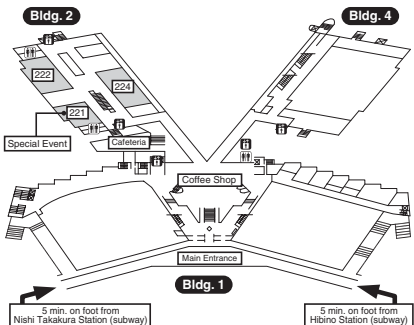 Bldg. 2
Bldg. 4
222
224
221
Special Event
Cafeteria
Coffee Shop
Main Entrance
Bldg. 1
5 min. on foot from
Nishi Takakura Station (subway)
5 min. on foot from
Hibino Station (subway)